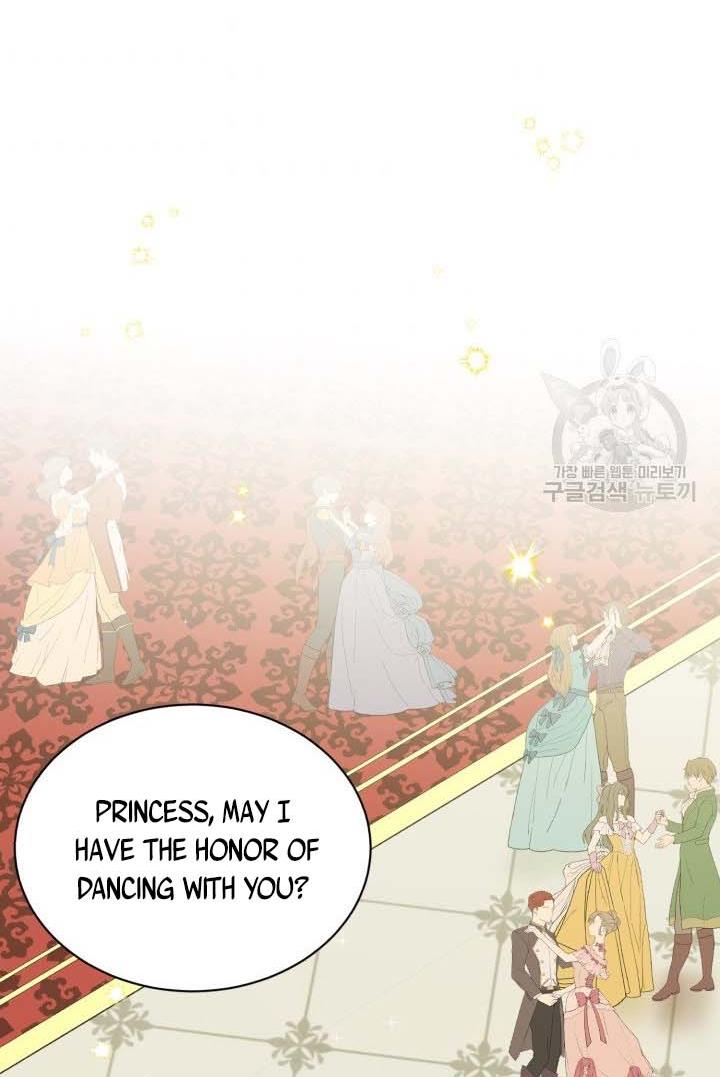 가장 빠른 웹툰 미리보기
구글검색 뉴토끼
PRINCESS, MAY I
HAVE THE HONOR OF
DANCING WITH YOU?